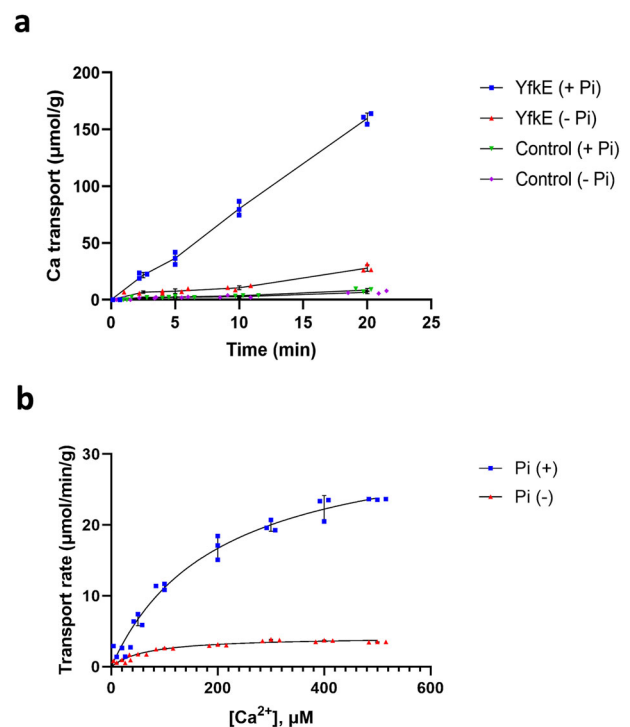 a
200
150
100
50
0
Ca transport (µmol/g)
0
5
10
15
20
25
Time (min)
YfkE (+ Pi)
YfkE (- Pi)
Control (+ Pi)
Control (- Pi)
b
30
20
10
0
Transport rate (µmol/min/g)
0
200
400
600
[Ca²⁺], µM
Pi (+)
Pi (-)